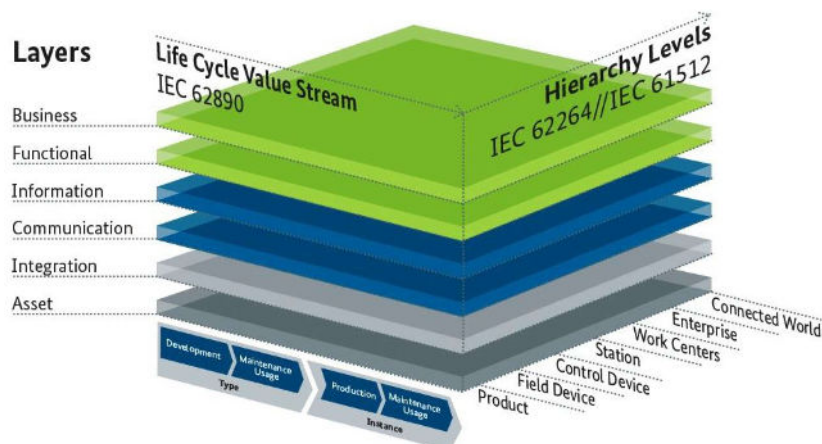 Layers
Life Cycle Value Stream
IEC 62890
Hierarchy Levels
IEC 62264//IEC 61512
Business
Functional
Information
Communication
Integration
Asset
Development
Maintenance
Usage
Type
Production
Maintenance
Usage
Instance
Connected World
Enterprise
Work Centers
Station
Control Device
Field Device
Product